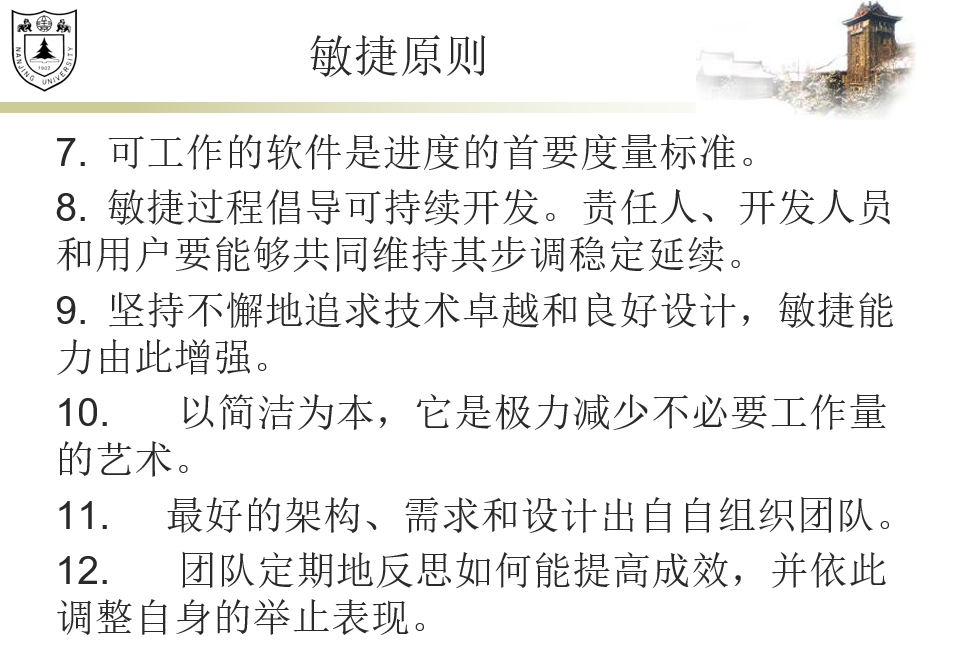 敏捷原则
NANJING UNIVERSITY
1902
7. 可工作的软件是进度的首要度量标准。
8. 敏捷过程倡导可持续开发。责任人、开发人员
和用户要能够共同维持其步调稳定延续。
9. 坚持不懈地追求技术卓越和良好设计，敏捷能
力由此增强。
10. 以简洁为本，它是极力减少不必要工作量
的艺术。
11. 最好的架构、需求和设计出自自组织团队。
12. 团队定期地反思如何能提高成效，并依此
调整自身的举止表现。